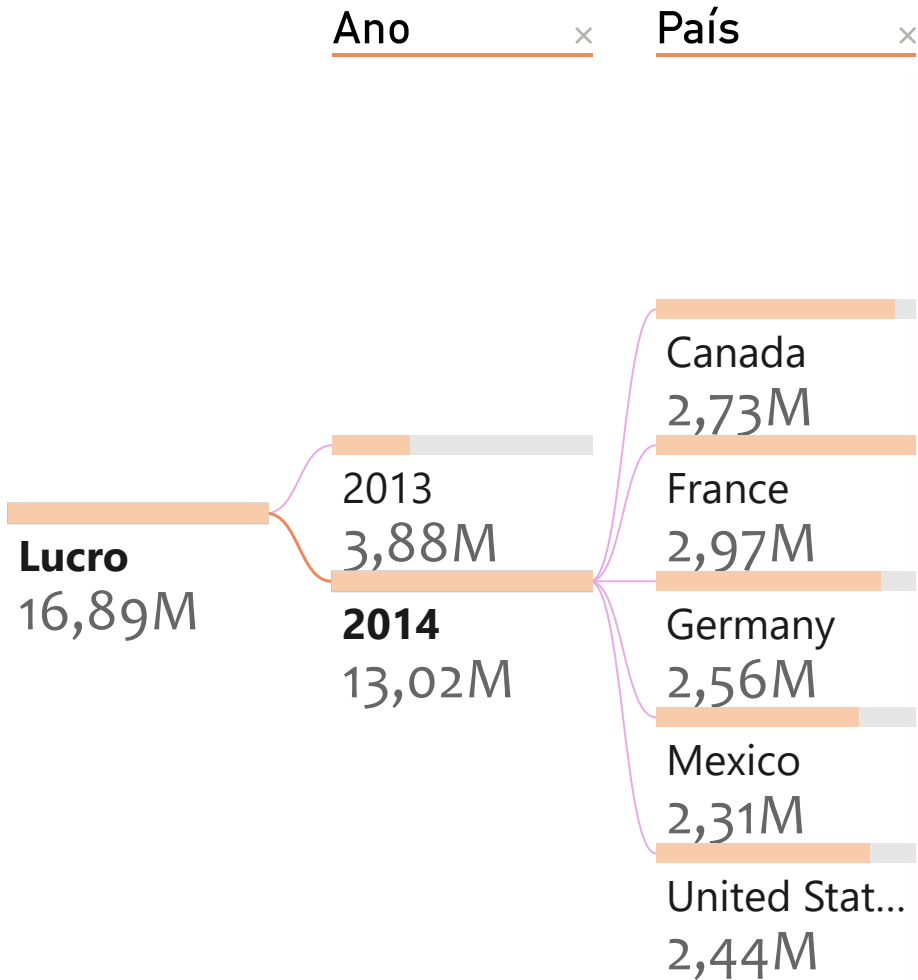 Ano ×
País ×
Lucro
16,89M
2013
3,88M
2014
13,02M
Canada
2,73M
France
2,97M
Germany
2,56M
Mexico
2,31M
United Stat...
2,44M